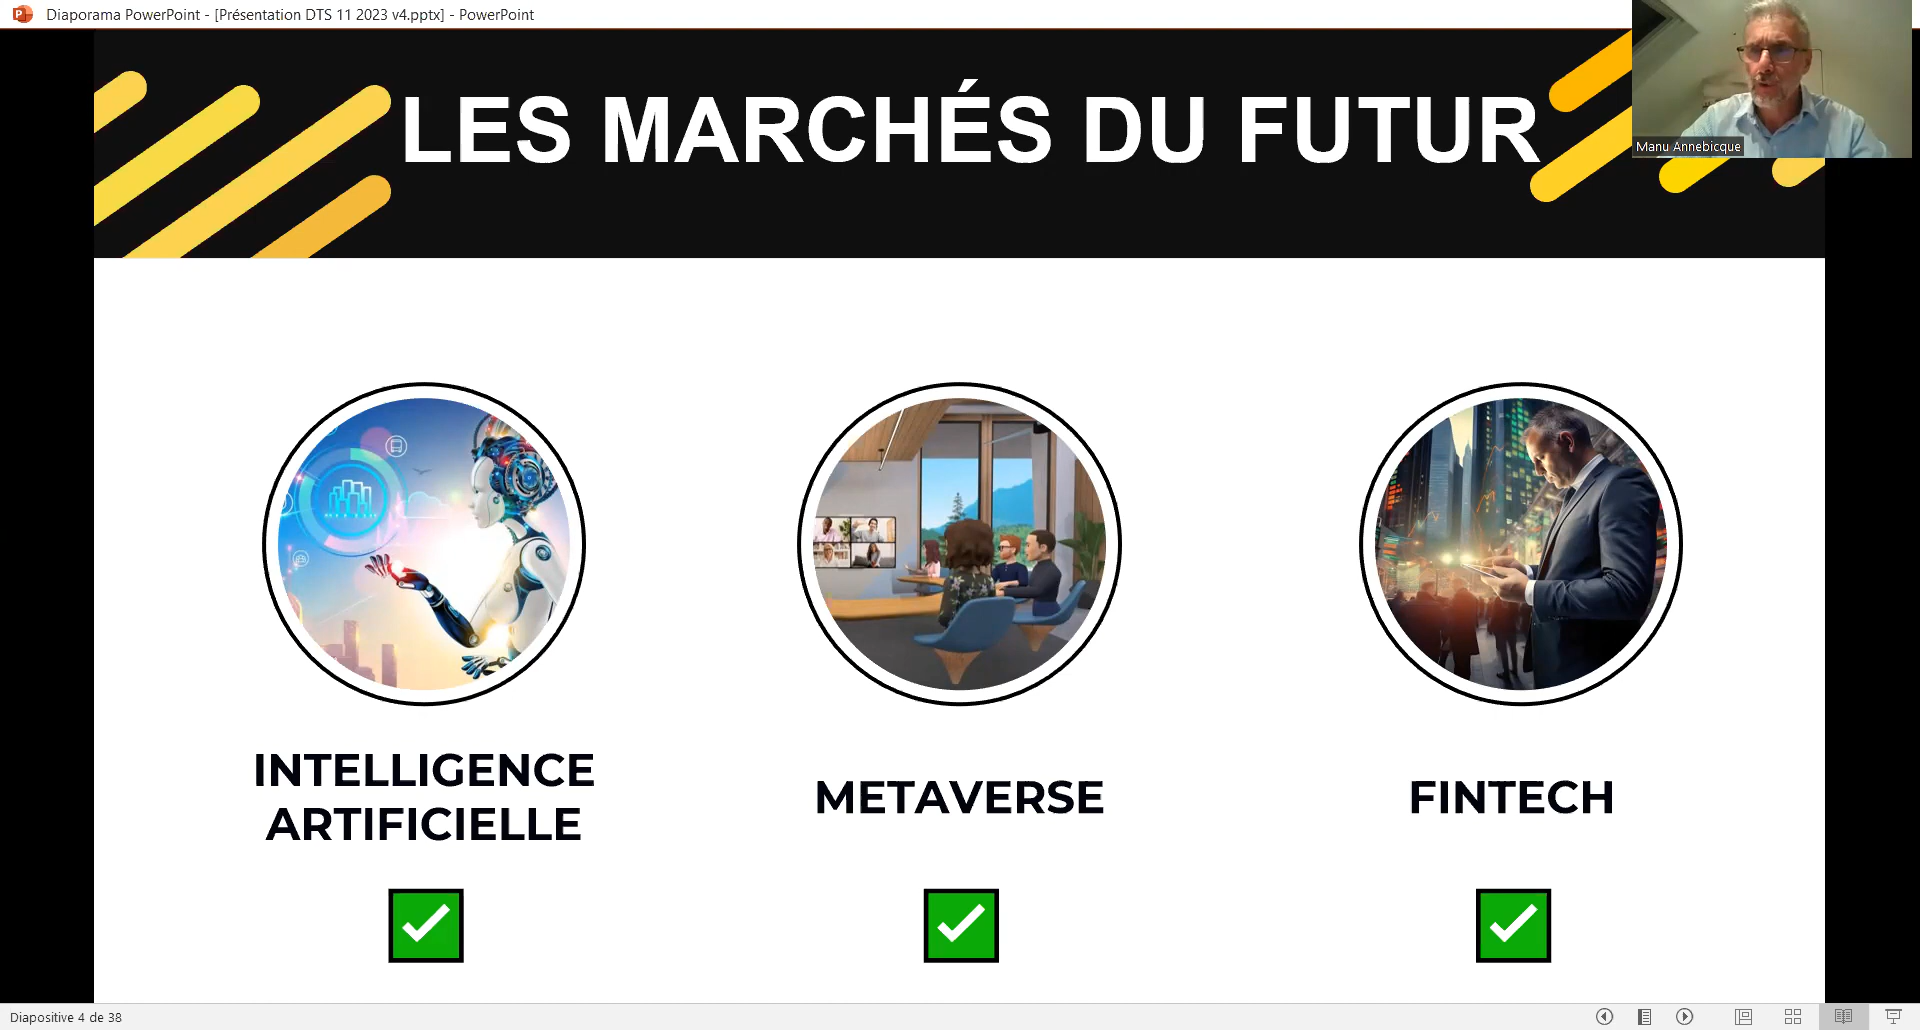 Diaporama PowerPoint - [Présentation DTS 11 2023 v4.pptx] - PowerPoint
LES MARCHÉS DU FUTUR
Manu Annebicque
INTELLIGENCE
ARTIFICIELLE
METAVERSE
FINTECH
Diapositive 4 de 38